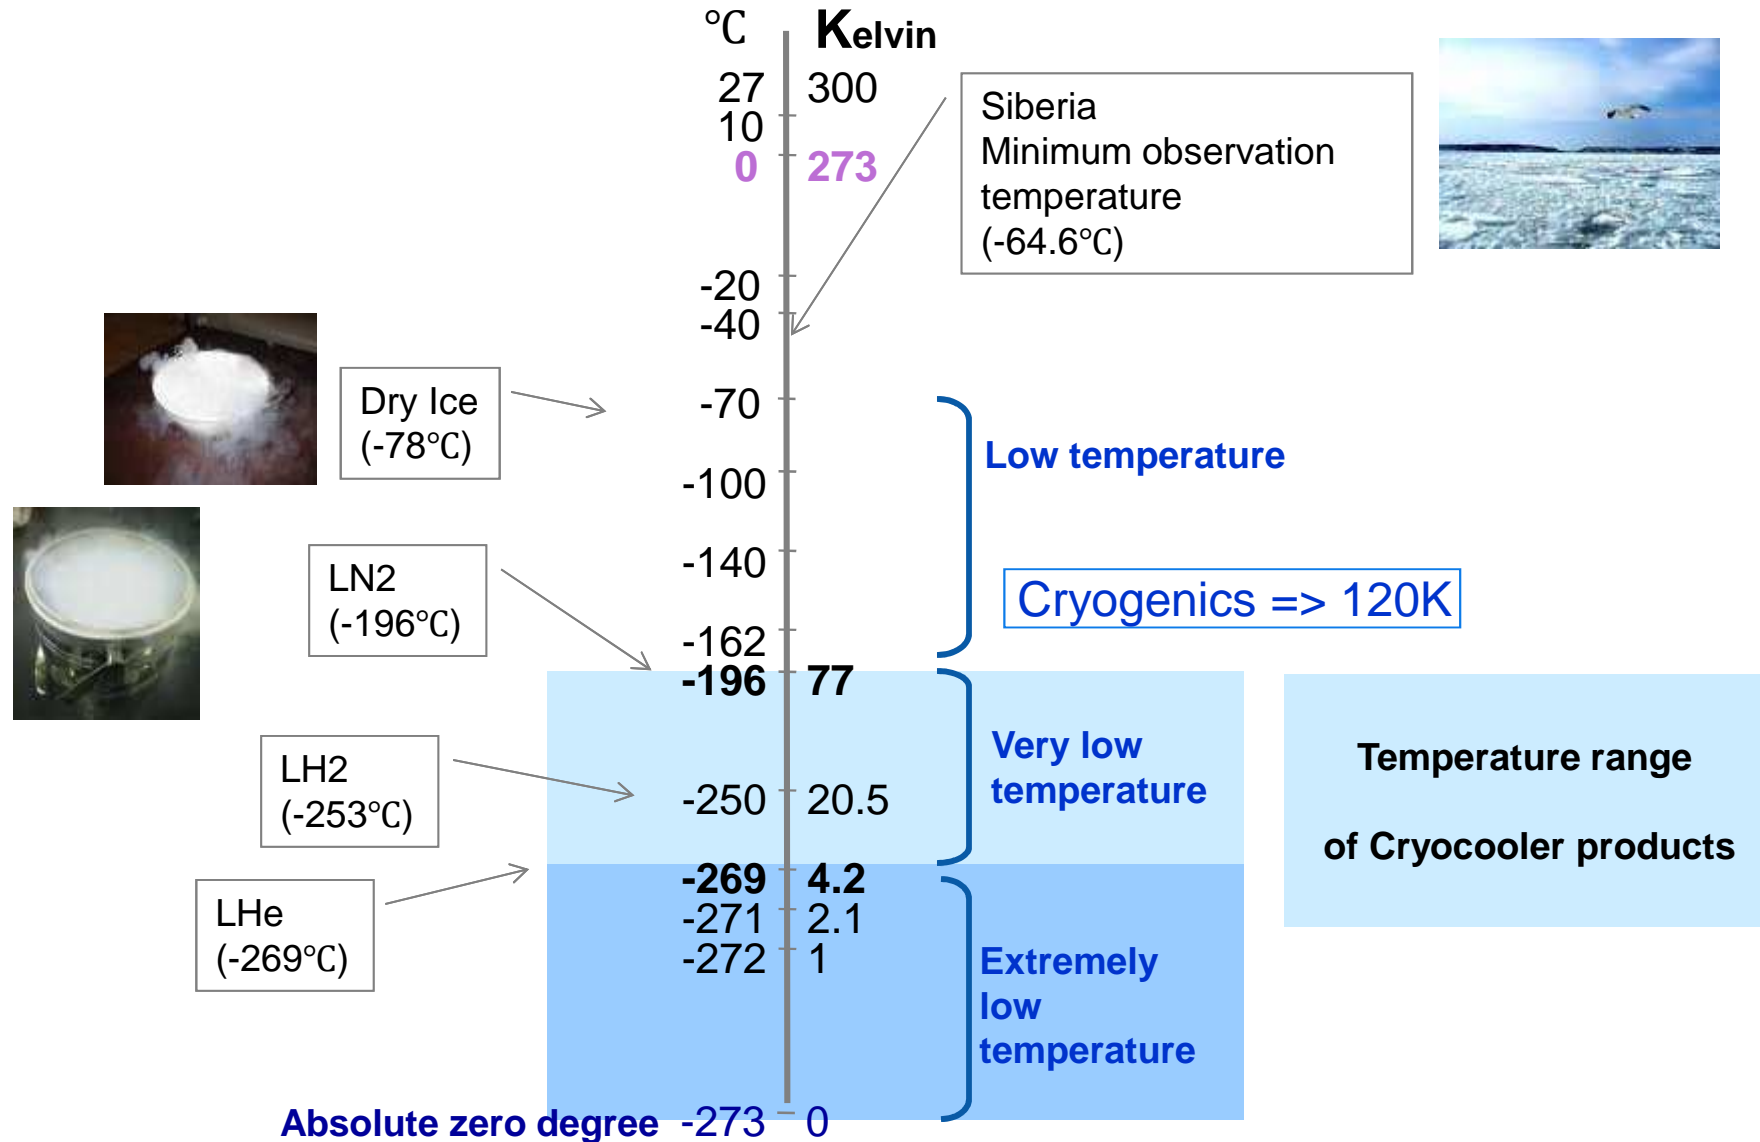 ℃ Kelvin
27 300
10
0 273
Siberia
Minimum observation
temperature
(-64.6℃)
-20
-40
Dry Ice
(-78℃)
-70
Low temperature
-100
-140
LN2
(-196℃)
Cryogenics => 120K
-162
-196 77
Very low
temperature
Temperature range
of Cryocooler products
LH2
(-253℃)
-250 20.5
-269 4.2
-271 2.1
-272 1
LHe
(-269℃)
Extremely
low
temperature
Absolute zero degree -273 0